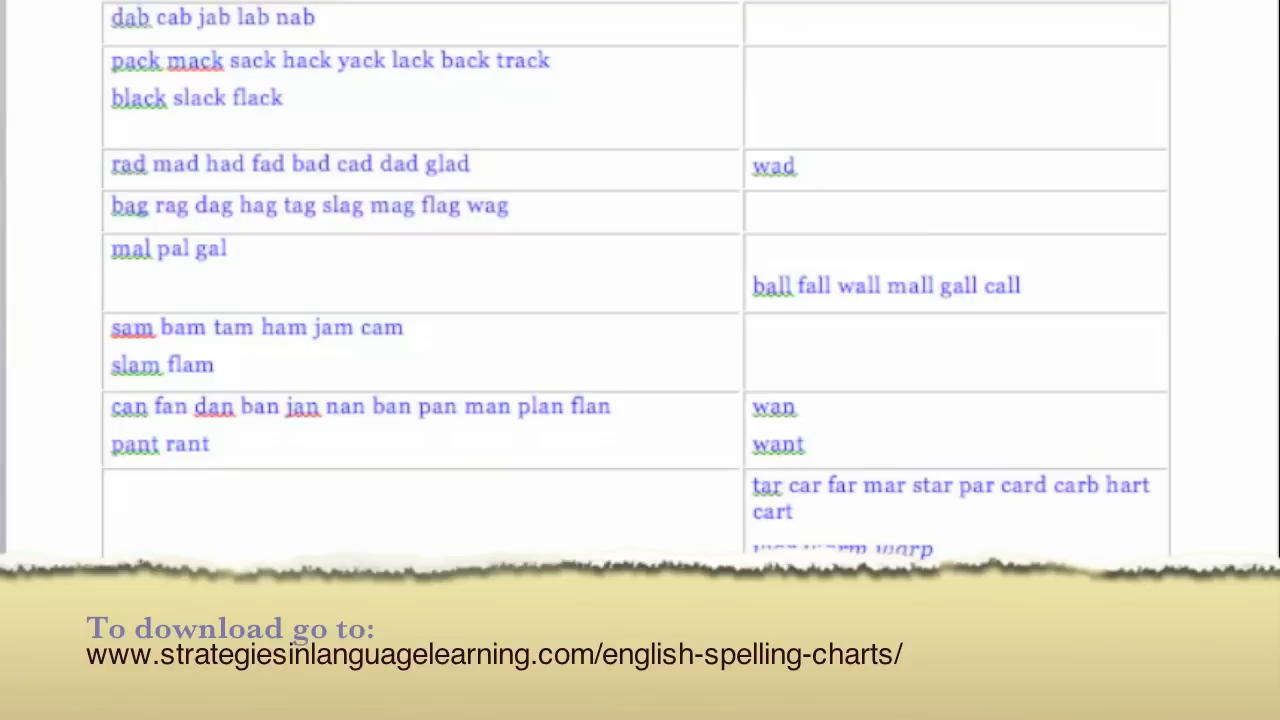 dab cab jab lab nab
pack mack sack hack yack lack back track
black slack flack
rad mad had fad bad cad dad glad
wad
bag rag dag hag tag slag mag flag wag
mal pal gal
ball fall wall mall gall call
sam bam tam ham jam cam
slam flam
can fan dan ban jan nan ban pan man plan flan
wan
pant rant
want
tar car far mar star par card carb hart
cart
warp
To download go to:
www.strategiesinlanguagelearning.com/english-spelling-charts/